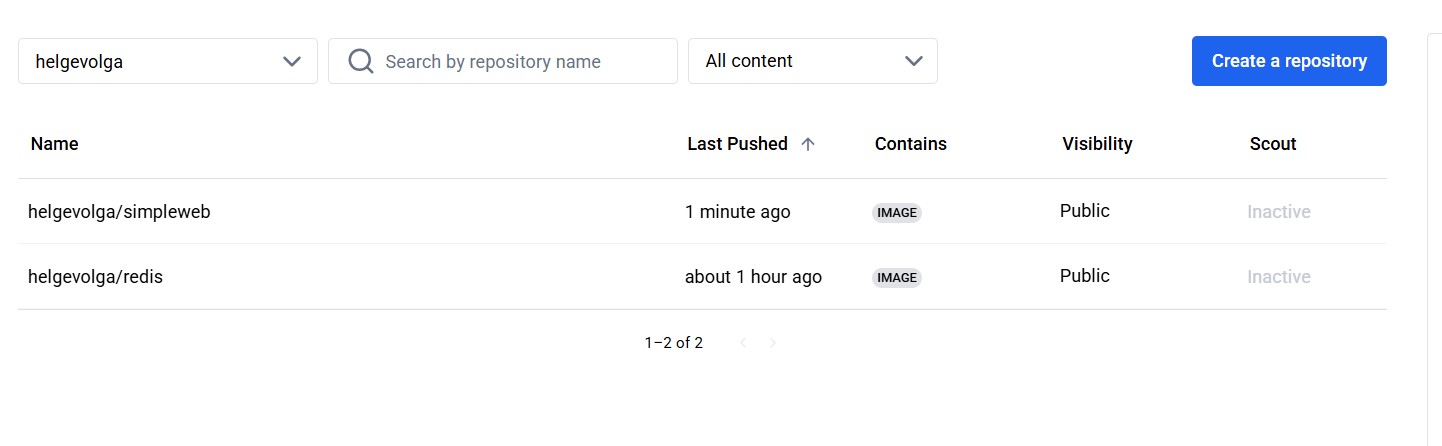 helgevolga Search by repository name All content Create a repository
Name Last Pushed Contains Visibility Scout
helgevolga/simpleweb 1 minute ago IMAGE Public Inactive
helgevolga/redis about 1 hour ago IMAGE Public Inactive
1–2 of 2